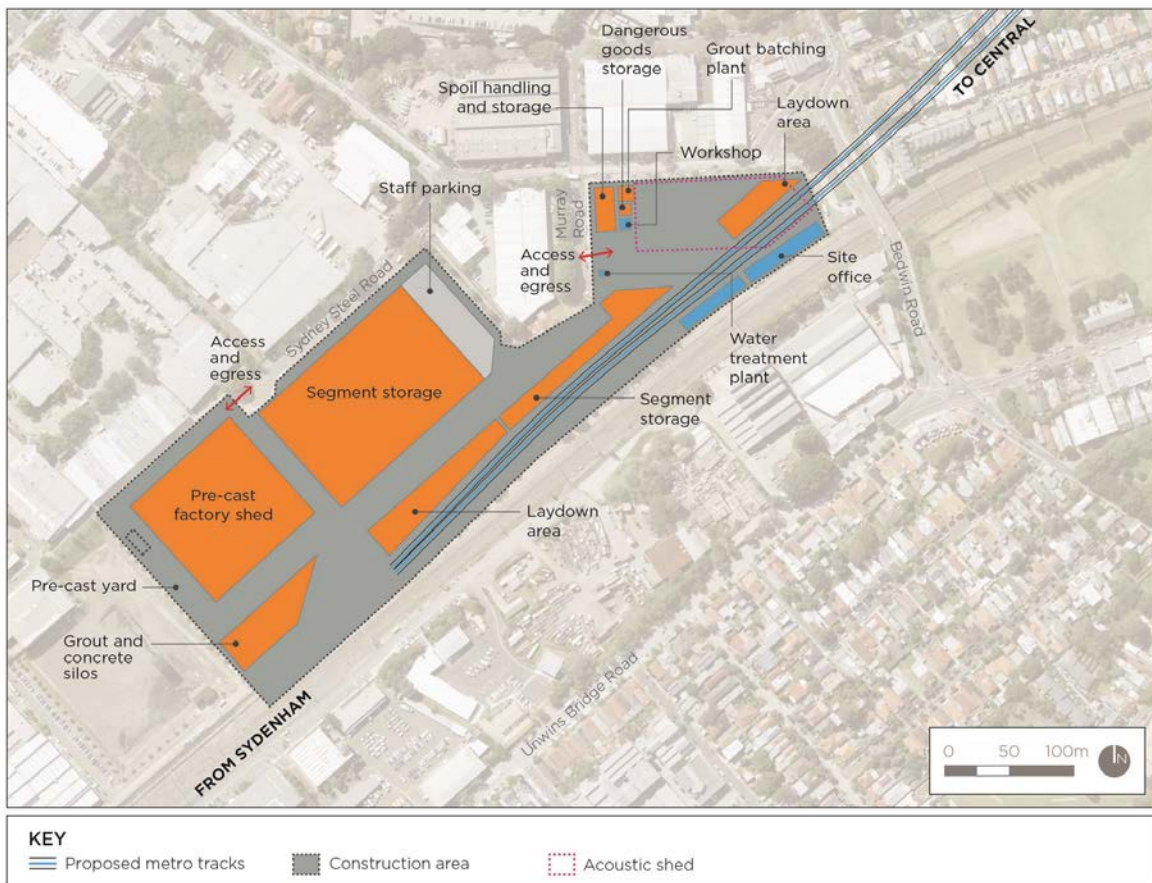 Dangerous
goods
storage
Grout batching
plant
TO CENTRAL
Spoil handling
and storage
Laydown
area
Workshop
Staff parking
Murray
Road
Access
and
egress
Site
office
Bedwin Road
Sydney Steel Road
Access
and
egress
Water
treatment
plant
Segment storage
Segment
storage
Pre-cast
factory shed
Laydown
area
Pre-cast yard
Grout and
concrete
silos
Unwins Bridge Road
FROM SYDENHAM
0 50 100m
N
KEY
Proposed metro tracks
Construction area
Acoustic shed